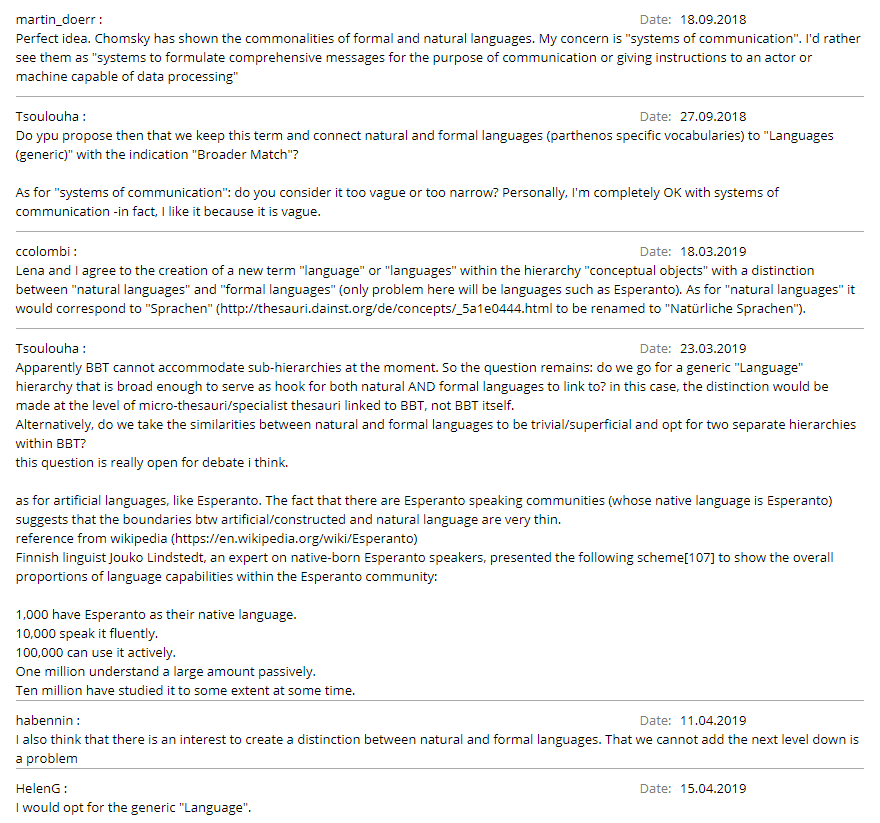 martin_doerr : Date: 18.09.2018
Perfect idea. Chomsky has shown the commonalities of formal and natural languages. My concern is "systems of communication". I'd rather
see them as "systems to formulate comprehensive messages for the purpose of communication or giving instructions to an actor or
machine capable of data processing"
Tsoulouha : Date: 27.09.2018
Do ypu propose then that we keep this term and connect natural and formal languages (parthenos specific vocabularies) to "Languages
(generic)" with the indication "Broader Match"?
As for "systems of communication": do you consider it too vague or too narrow? Personally, I'm completely OK with systems of
communication -in fact, I like it because it is vague.
ccolombi : Date: 18.03.2019
Lena and I agree to the creation of a new term "language" or "languages" within the hierarchy "conceptual objects" with a distinction
between "natural languages" and "formal languages" (only problem here will be languages such as Esperanto). As for "natural languages" it
would correspond to "Sprachen" (http://thesauri.dainst.org/de/concepts/_5a1e0444.html to be renamed to "Natürliche Sprachen").
Tsoulouha : Date: 23.03.2019
Apparently BBT cannot accommodate sub-hierarchies at the moment. So the question remains: do we go for a generic "Language"
hierarchy that is broad enough to serve as hook for both natural AND formal languages to link to? in this case, the distinction would be
made at the level of micro-thesauri/specialist thesauri linked to BBT, not BBT itself.
Alternatively, do we take the similarities between natural and formal languages to be trivial/superficial and opt for two separate hierarchies
within BBT?
this question is really open for debate i think.
as for artificial languages, like Esperanto. The fact that there are Esperanto speaking communities (whose native language is Esperanto)
suggests that the boundaries btw artificial/constructed and natural language are very thin.
reference from wikipedia (https://en.wikipedia.org/wiki/Esperanto)
Finnish linguist Jouko Lindstedt, an expert on native-born Esperanto speakers, presented the following scheme[107] to show the overall
proportions of language capabilities within the Esperanto community:
1,000 have Esperanto as their native language.
10,000 speak it fluently.
100,000 can use it actively.
One million understand a large amount passively.
Ten million have studied it to some extent at some time.
habennin : Date: 11.04.2019
I also think that there is an interest to create a distinction between natural and formal languages. That we cannot add the next level down is
a problem
HelenG : Date: 15.04.2019
I would opt for the generic "Language".